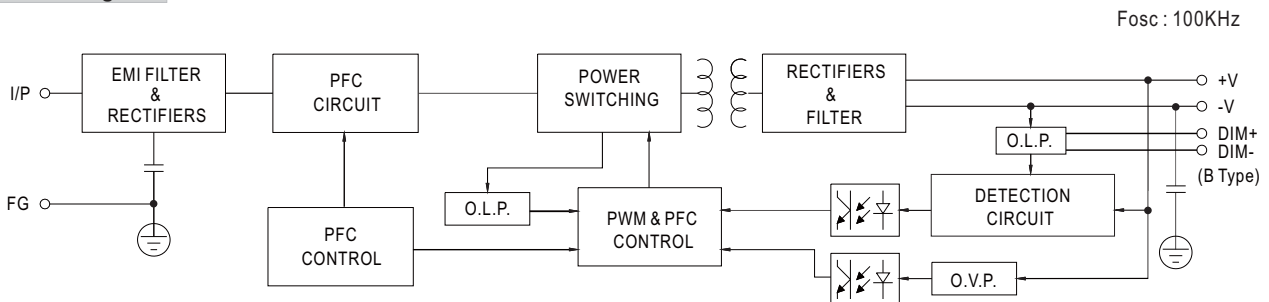 Fosc : 100KHz
EMI FILTER
&
RECTIFIERS
PFC
CIRCUIT
POWER
SWITCHING
RECTIFIERS
&
FILTER
I/P
+V
-V
O.L.P.
DIM+
DIM-
(B Type)
FG
O.L.P.
PFC
CONTROL
PWM & PFC
CONTROL
DETECTION
CIRCUIT
O.V.P.